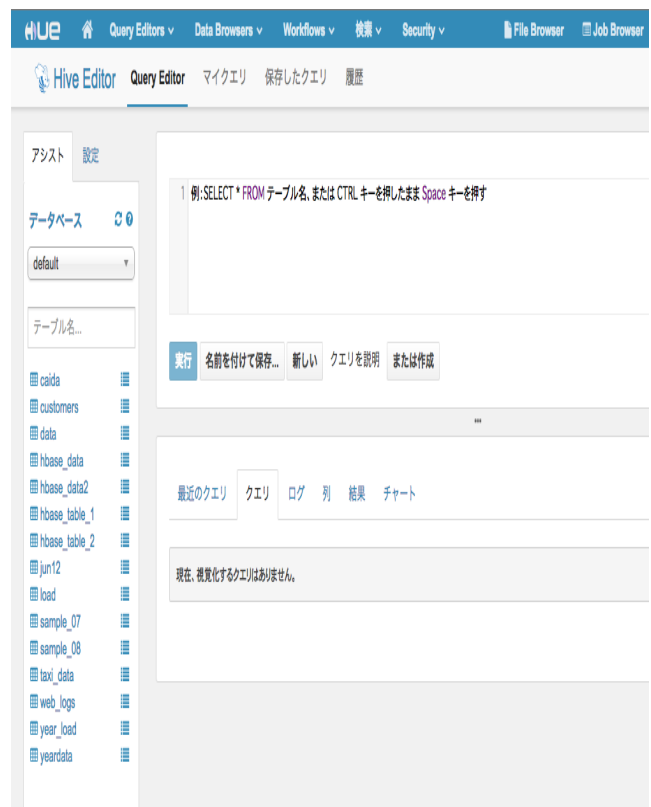 HUE Query Editors Data Browsers Workflows 検索 Security File Browser Job Browser
Hive Editor Query Editor マイクエリ 保存したクエリ 履歴
アシスト 設定
データベース
default
テーブル名...
caida
customers
data
hbase_data
hbase_data2
hbase_table_1
hbase_table_2
jun12
load
sample_07
sample_08
taxi_data
web_logs
year_load
yeardata
1 例:SELECT * FROM テーブル名、または CTRL キーを押したまま Space キーを押す
実行 名前を付けて保存... 新しい クエリを説明 または作成
最近のクエリ クエリ ログ 列 結果 チャート
現在、視覚化するクエリはありません。